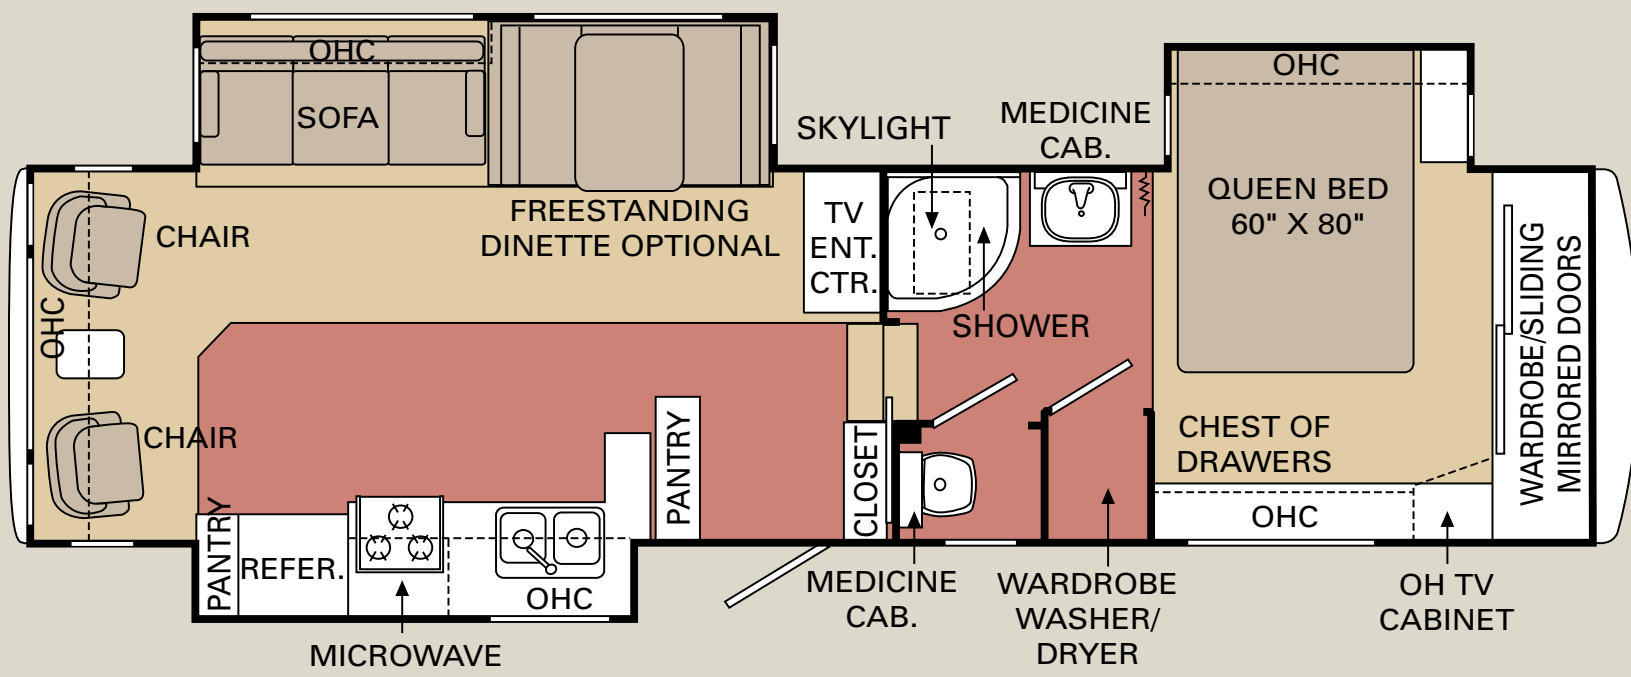 OHC
SOFA
FREESTANDING
DINETTE OPTIONAL
CHAIR
OHC
CHAIR
TV
ENT.
CTR.
SKYLIGHT
MEDICINE
CAB.
SHOWER
OHC
QUEEN BED
60" X 80"
WARDROBE/SLIDING
MIRRORED DOORS
CHEST OF
DRAWERS
OHC
OH TV
CABINET
PANTRY
REFER.
MICROWAVE
OHC
PANTRY
CLOSET
MEDICINE
CAB.
WARDROBE
WASHER/
DRYER